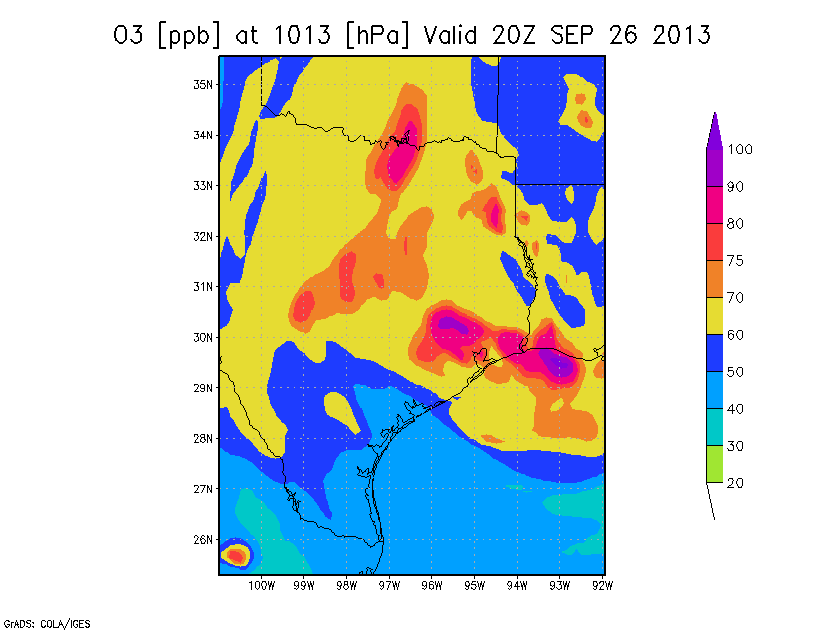 O3 [ppb] at 1013 [hPa] Valid 20Z SEP 26 2013
35N
34N
33N
32N
31N
30N
29N
28N
27N
26N
100W 99W 98W 97W 96W 95W 94W 93W 92W
100
90
80
75
70
60
50
40
30
20
GrADS: COLA/IGES